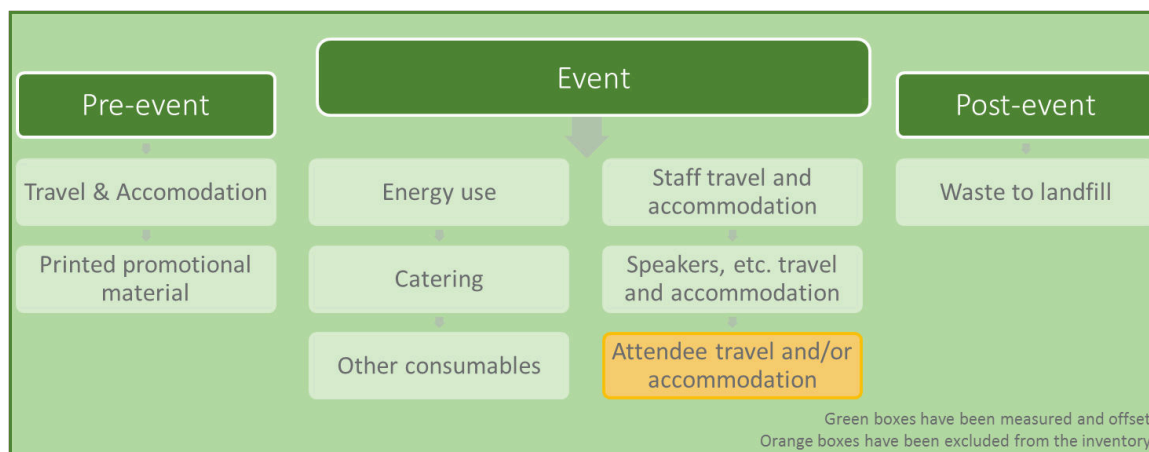 Pre-event
Travel & Accomodation
Printed promotional
material
Event
Energy use
Catering
Other consumables
Staff travel and
accommodation
Speakers, etc. travel
and accommodation
Attendee travel and/or
accommodation
Post-event
Waste to landfill
Green boxes have been measured and offset
Orange boxes have been excluded from the inventory